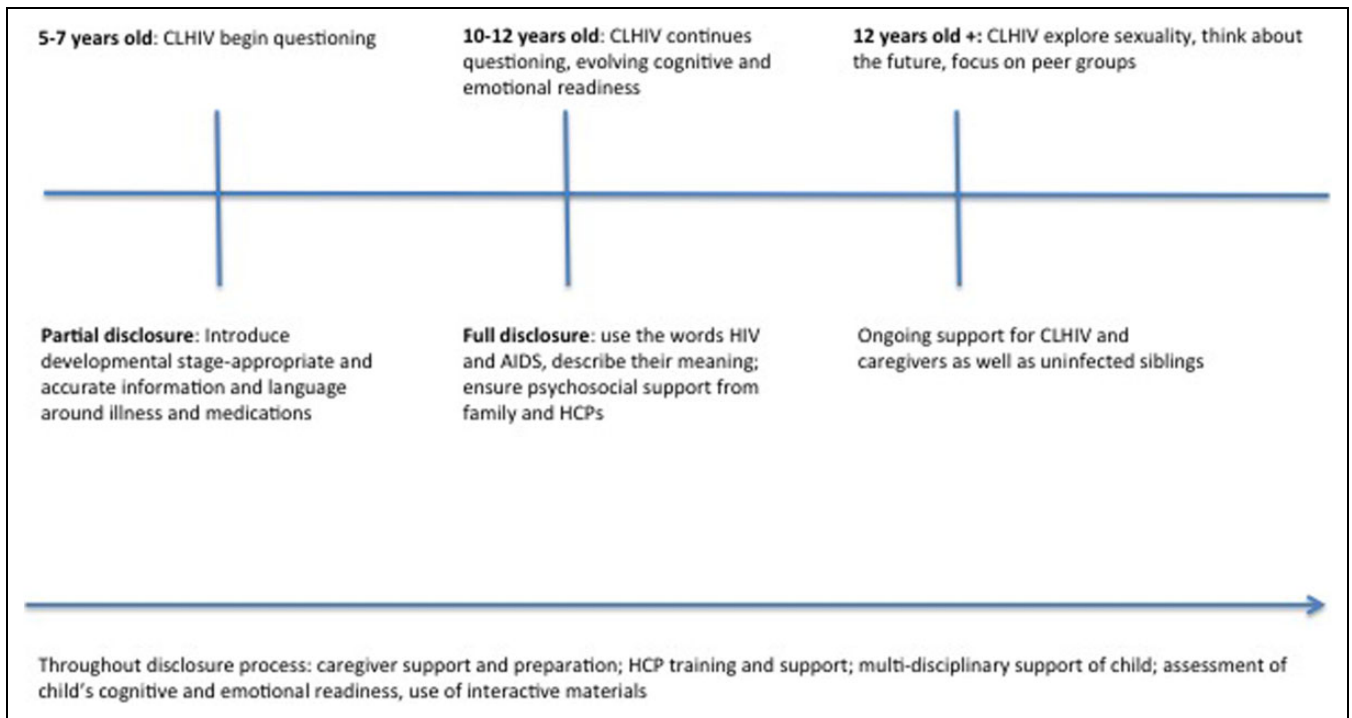 5-7 years old: CLHIV begin questioning
10-12 years old: CLHIV continues
questioning, evolving cognitive and
emotional readiness
12 years old +: CLHIV explore sexuality, think about
the future, focus on peer groups
Partial disclosure: Introduce
developmental stage-appropriate and
accurate information and language
around illness and medications
Full disclosure: use the words HIV
and AIDS, describe their meaning;
ensure psychosocial support from
family and HCPs
Ongoing support for CLHIV and
caregivers as well as uninfected siblings
Throughout disclosure process: caregiver support and preparation; HCP training and support; multi-disciplinary support of child; assessment of
child's cognitive and emotional readiness, use of interactive materials